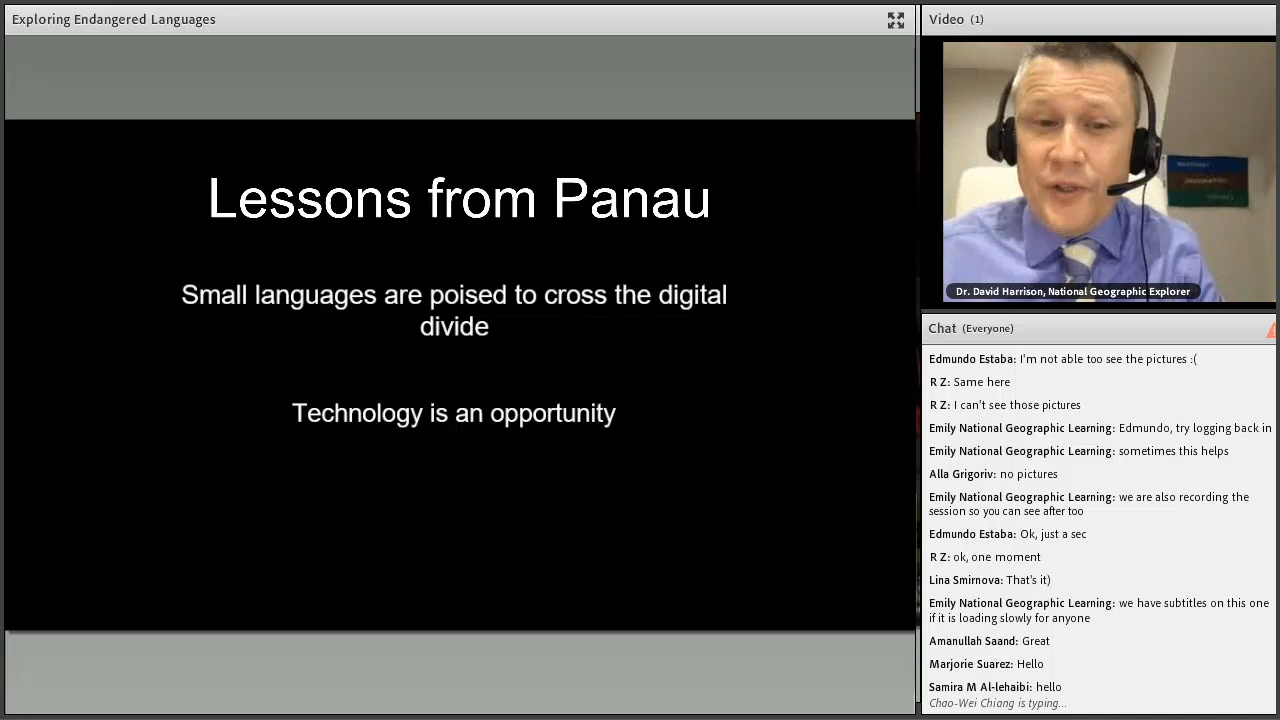 Exploring Endangered Languages
Lessons from Panau
Small languages are poised to cross the digital
divide
Technology is an opportunity
Video (1)
Dr. David Harrison, National Geographic Explorer
Chat (Everyone)
Edmundo Estaba: I'm not able too see the pictures :(
R Z: Same here
R Z: I can't see those pictures
Emily National Geographic Learning: Edmundo, try logging back in
Emily National Geographic Learning: sometimes this helps
Alla Grigoriv: no pictures
Emily National Geographic Learning: we are also recording the
session so you can see after too
Edmundo Estaba: Ok, just a sec
R Z: ok, one moment
Lina Smirnova: That's it)
Emily National Geographic Learning: we have subtitles on this one
if it is loading slowly for anyone
Amanullah Saand: Great
Marjorie Suarez: Hello
Samira M Al-lehaibi: hello
Chao-Wei Chiang is typing...